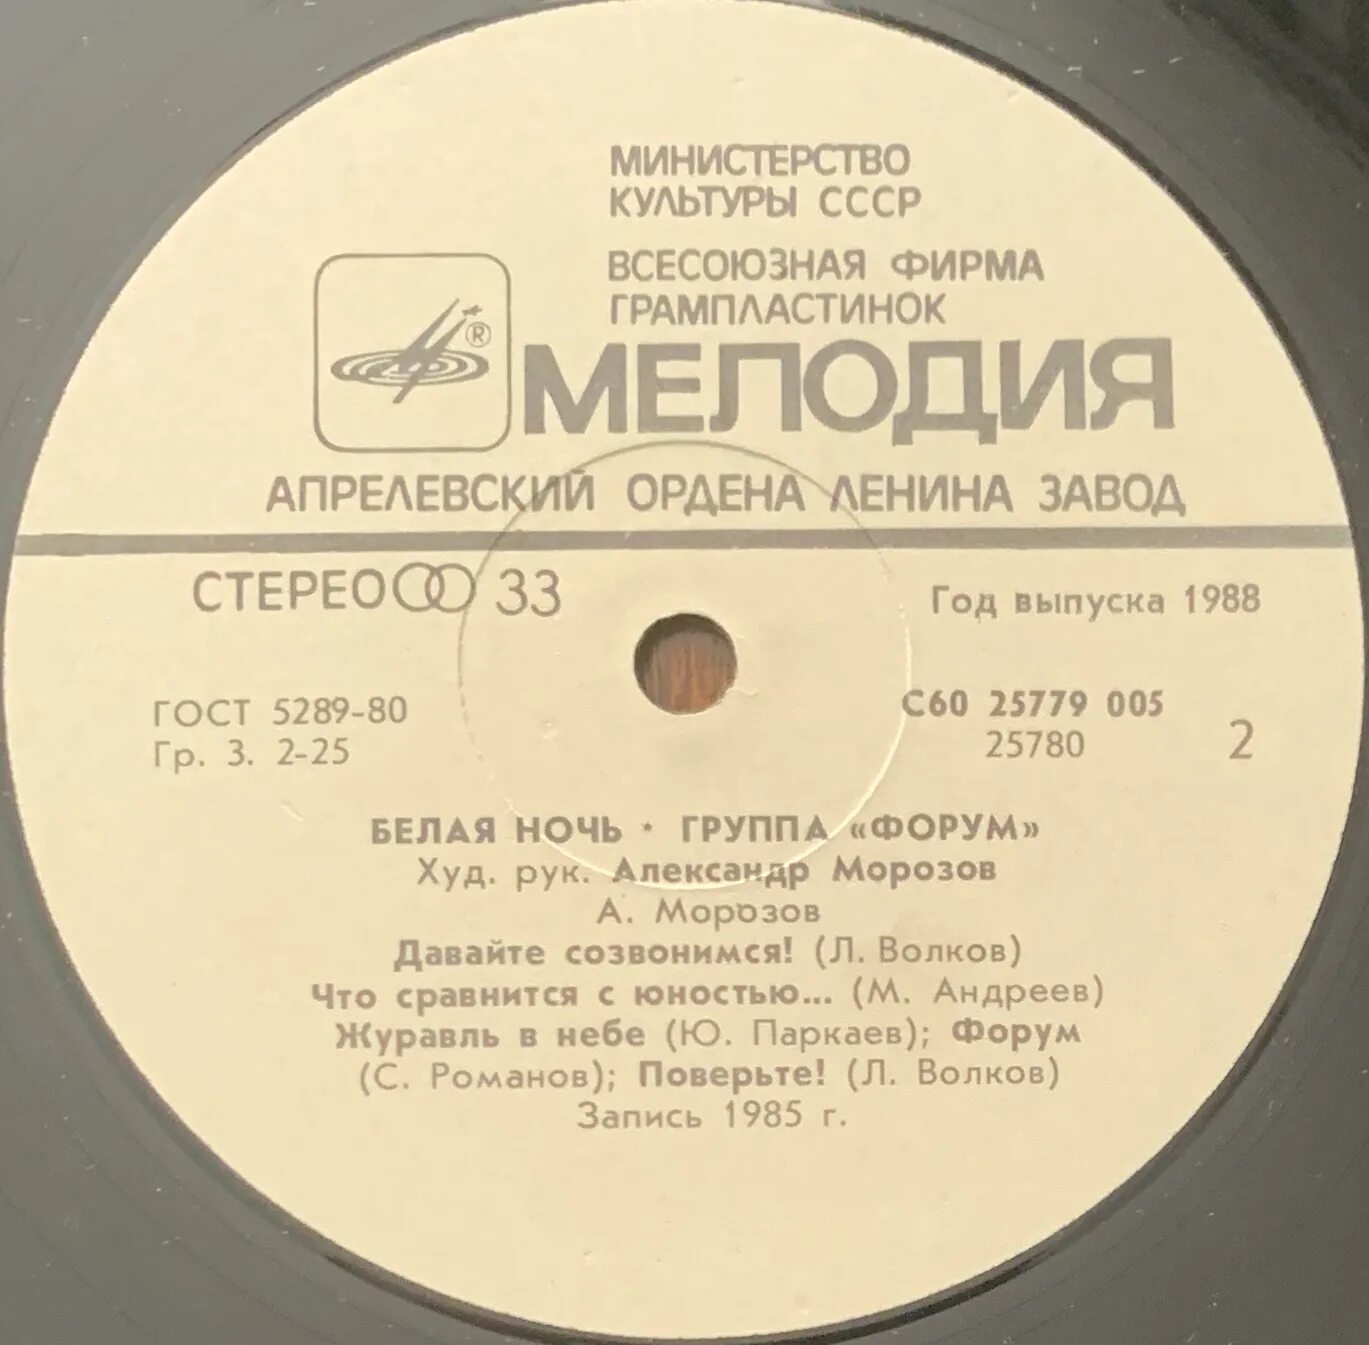 МИНИСТЕРСТВО
КУЛЬТУРЫ СССР
ВСЕСОЮЗНАЯ ФИРМА
ГРАМПЛАСТИНОК
®
МЕЛОДИЯ
АПРЕЛЕВСКИЙ ОРДЕНА ЛЕНИНА ЗАВОД
СТЕРЕО 33
Год выпуска 1988
ГОСТ 5289-80
Гр. 3. 2-25
С60 25779 005
25780
2
БЕЛАЯ НОЧЬ · ГРУППА «ФОРУМ»
Худ. рук. Александр Морозов
А. Морозов
Давайте созвонимся! (Л. Волков)
Что сравнится с юностью... (М. Андреев)
Журавль в небе (Ю. Паркаев); Форум
(С. Романов); Поверьте! (Л. Волков)
Запись 1985 г.